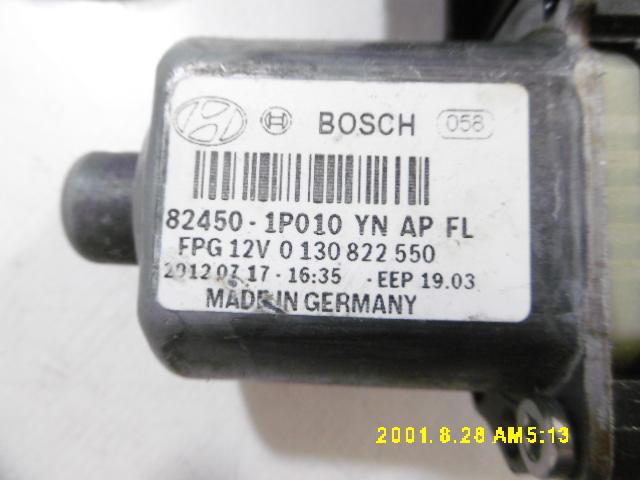 BOSCH 058
82450-1P010 YN AP FL
FPG 12V 0 130 822 550
2012 07 17 - 16:35 - EEP 19.03
MADE IN GERMANY
2001. 8.28 AM5:13